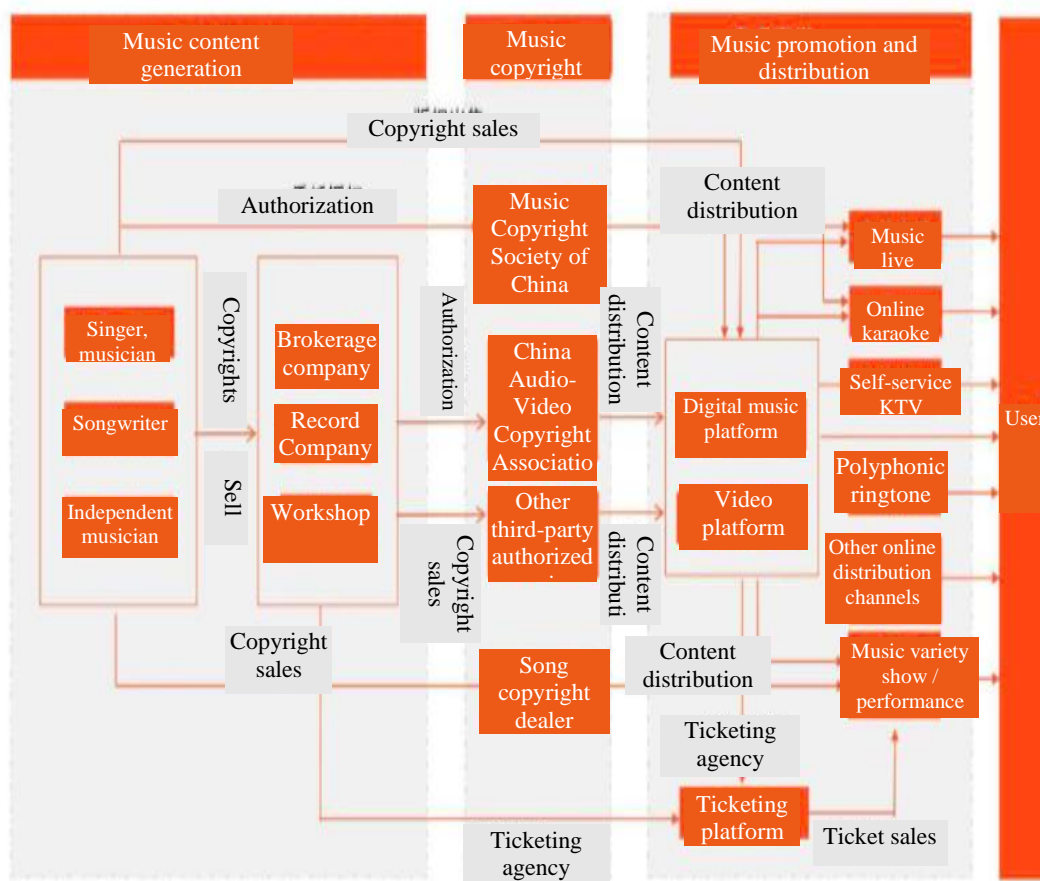 Music content
generation
Music
copyright
Music promotion and
distribution
Copyright sales
Authorization
Music
Copyright
Society of
China
Content
distribution
Music
live
Online
karaoke
Singer,
musician
Songwriter
Independent
musician
Copyrights
Sell
Brokerage
company
Record
Company
Workshop
Authorization
Copyright
sales
China
Audio-
Video
Copyright
Associatio
Other
third-party
authorized
Content
distribution
Content
distributi
Digital music
platform
Video
platform
Self-service
KTV
Polyphonic
ringtone
Other online
distribution
channels
Music variety
show /
performance
User
Copyright
sales
Song
copyright
dealer
Content
distribution
Ticketing
agency
Ticketing
platform
Ticket sales
Ticketing
agency